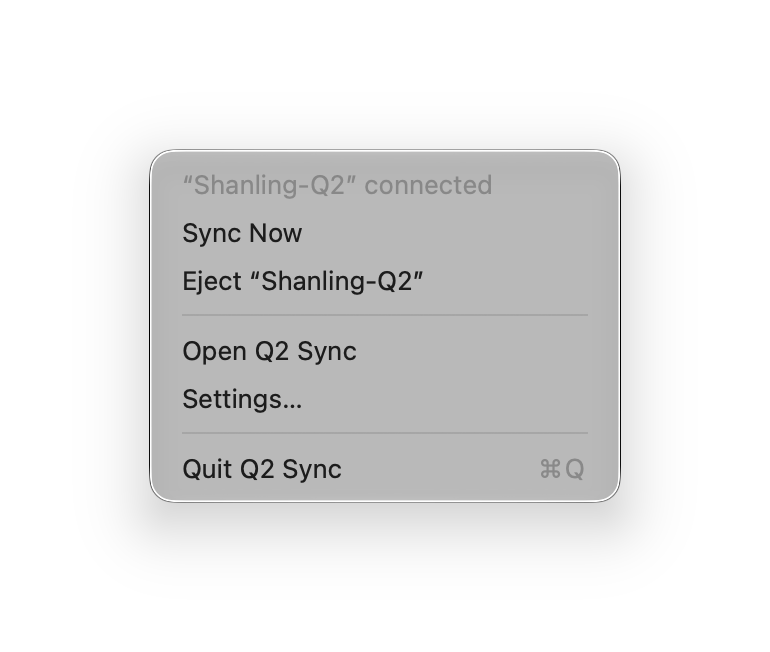 “Shanling-Q2” connected
Sync Now
Eject “Shanling-Q2”
Open Q2 Sync
Settings...
Quit Q2 Sync ⌘Q